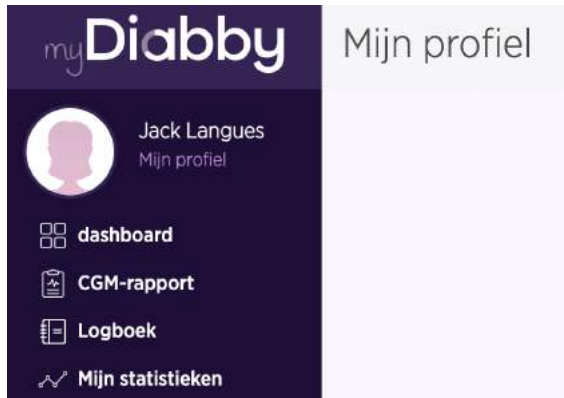 myDiabby
Mijn profiel
Jack Langues
Mijn profiel
dashboard
CGM-rapport
Logboek
Mijn statistieken